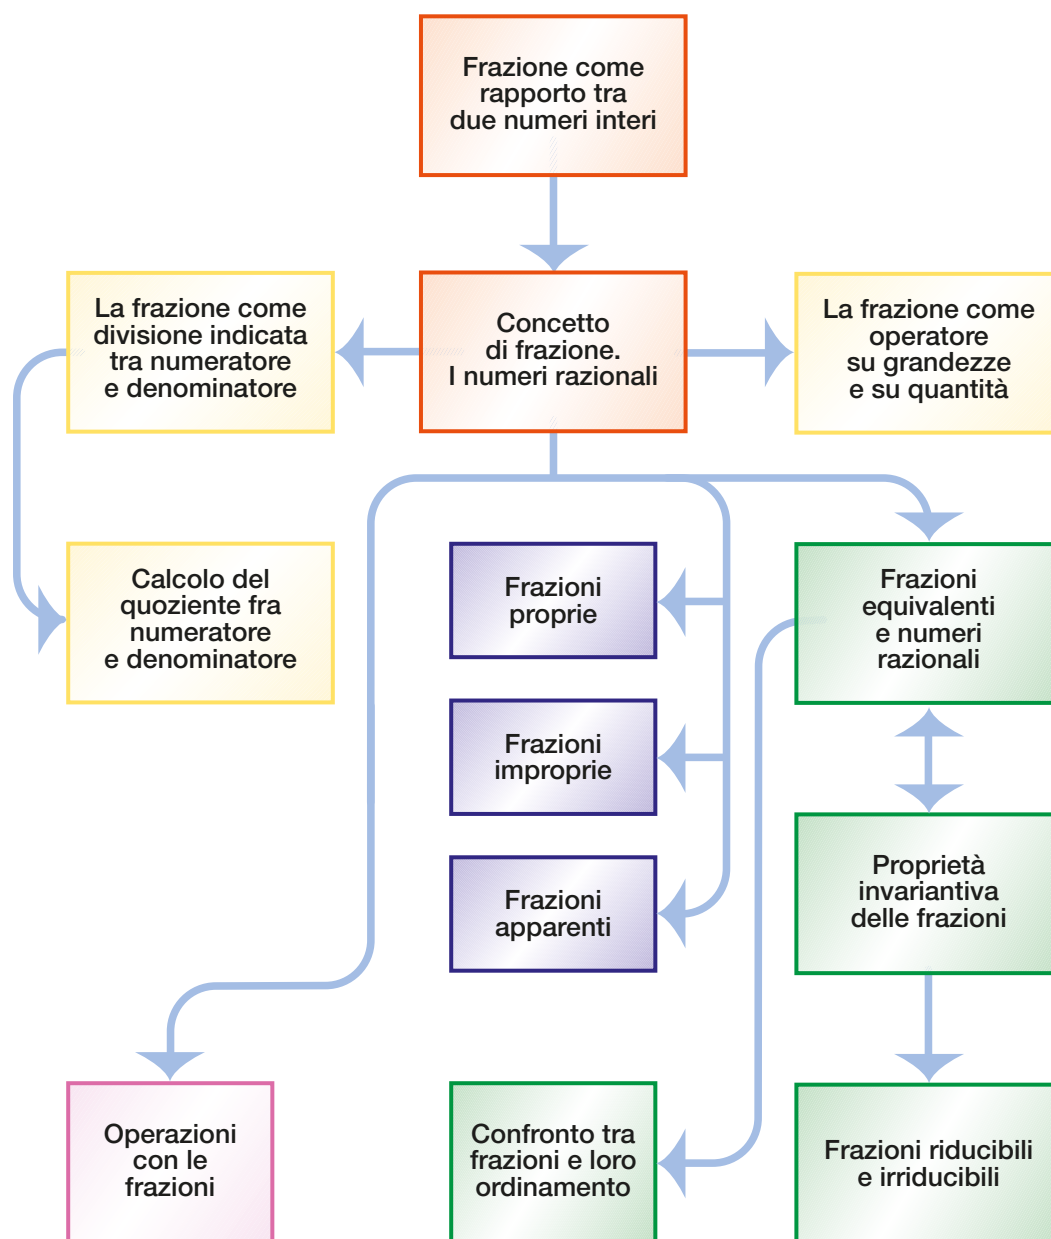 Frazione come
rapporto tra
due numeri interi
La frazione come
divisione indicata
tra numeratore
e denominatore
Concetto
di frazione.
I numeri razionali
La frazione come
operatore
su grandezze
e su quantità
Calcolo del
quoziente fra
numeratore
e denominatore
Frazioni
proprie
Frazioni
equivalenti
e numeri
razionali
Frazioni
improprie
Frazioni
apparenti
Proprietà
invariantiva
delle frazioni
Operazioni
con le
frazioni
Confronto tra
frazioni e loro
ordinamento
Frazioni riducibili
e irriducibili